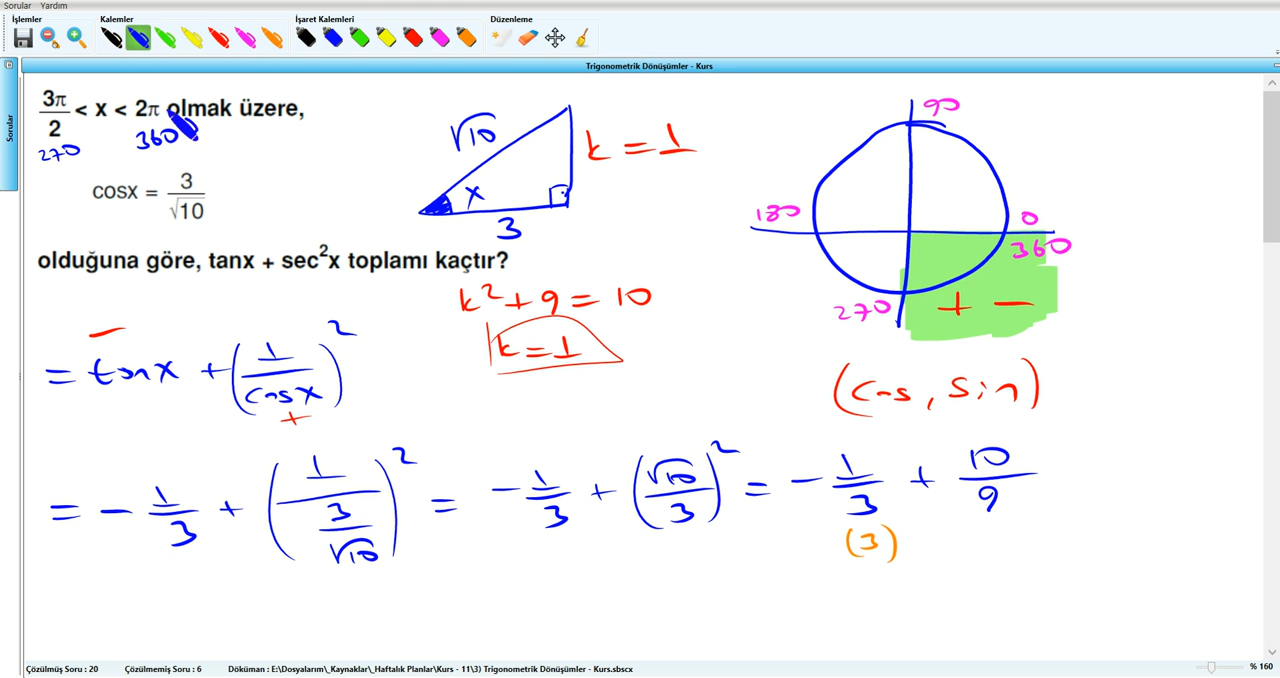 Sorular Yardım
İşlemler Kalemler İşaret Kalemleri Düzenleme
Trigonometrik Dönüşümler - Kurs
Sorular
3π/2 < x < 2π olmak üzere,
270 360
cosx = 3/√10
olduğuna göre, tanx + sec²x toplamı kaçtır?
√10
x
3
k = 1
k² + 9 = 10
k = 1
90
180
0
360
270
+ −
(cos, sin)
−
= tanx + (1/cosx)²
+
= − 1/3 + (1/(3/√10))² = − 1/3 + (√10/3)² = − 1/3 + 10/9
(3)
Çözülmüş Soru : 20 Çözülmemiş Soru : 6 Döküman : E:\Dosyalarım\_Kaynaklar\_Haftalık Planlar\Kurs - 11\3) Trigonometrik Dönüşümler - Kurs.sbscx % 160